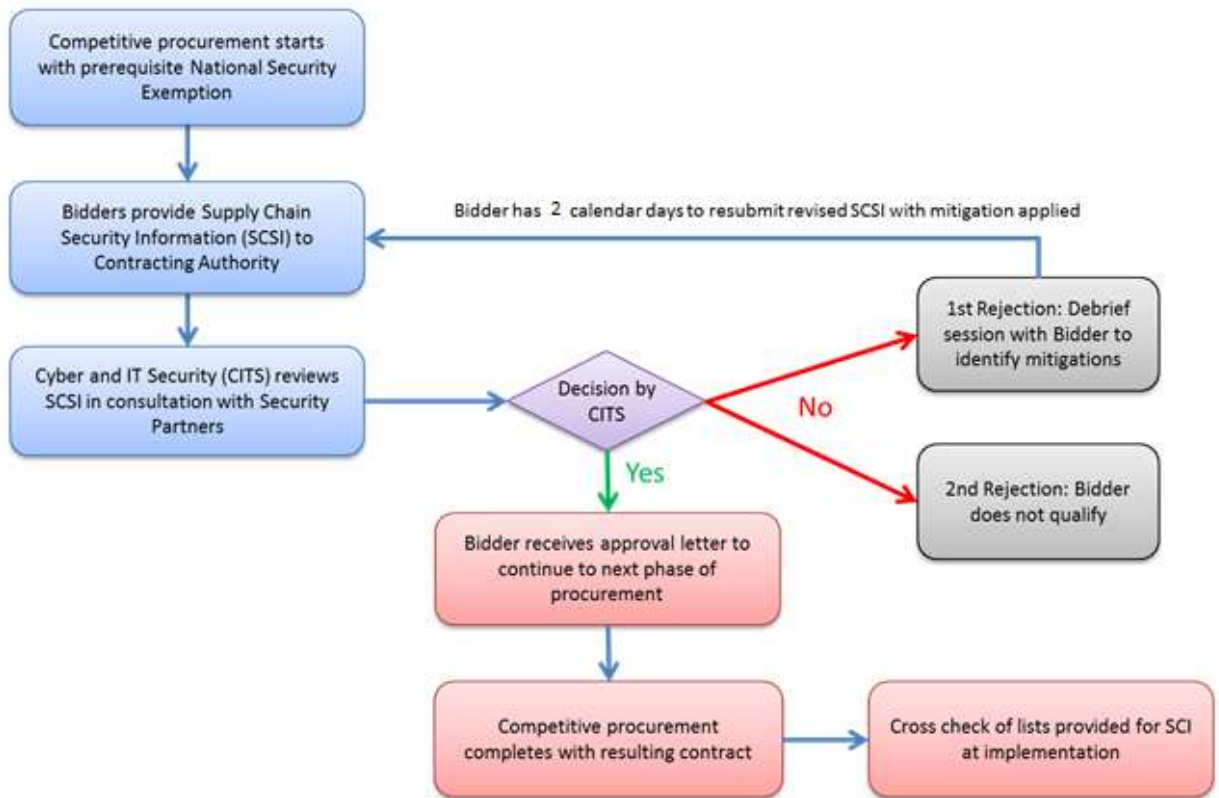 Competitive procurement starts
with prerequisite National Security
Exemption
Bidders provide Supply Chain
Security Information (SCSI) to
Contracting Authority
Bidder has 2 calendar days to resubmit revised SCSI with mitigation applied
1st Rejection: Debrief
session with Bidder to
identify mitigations
Cyber and IT Security (CITS) reviews
SCSI in consultation with Security
Partners
Decision by
CITS
No
Yes
2nd Rejection: Bidder
does not qualify
Bidder receives approval letter to
continue to next phase of
procurement
Competitive procurement
completes with resulting contract
Cross check of lists provided for SCI
at implementation